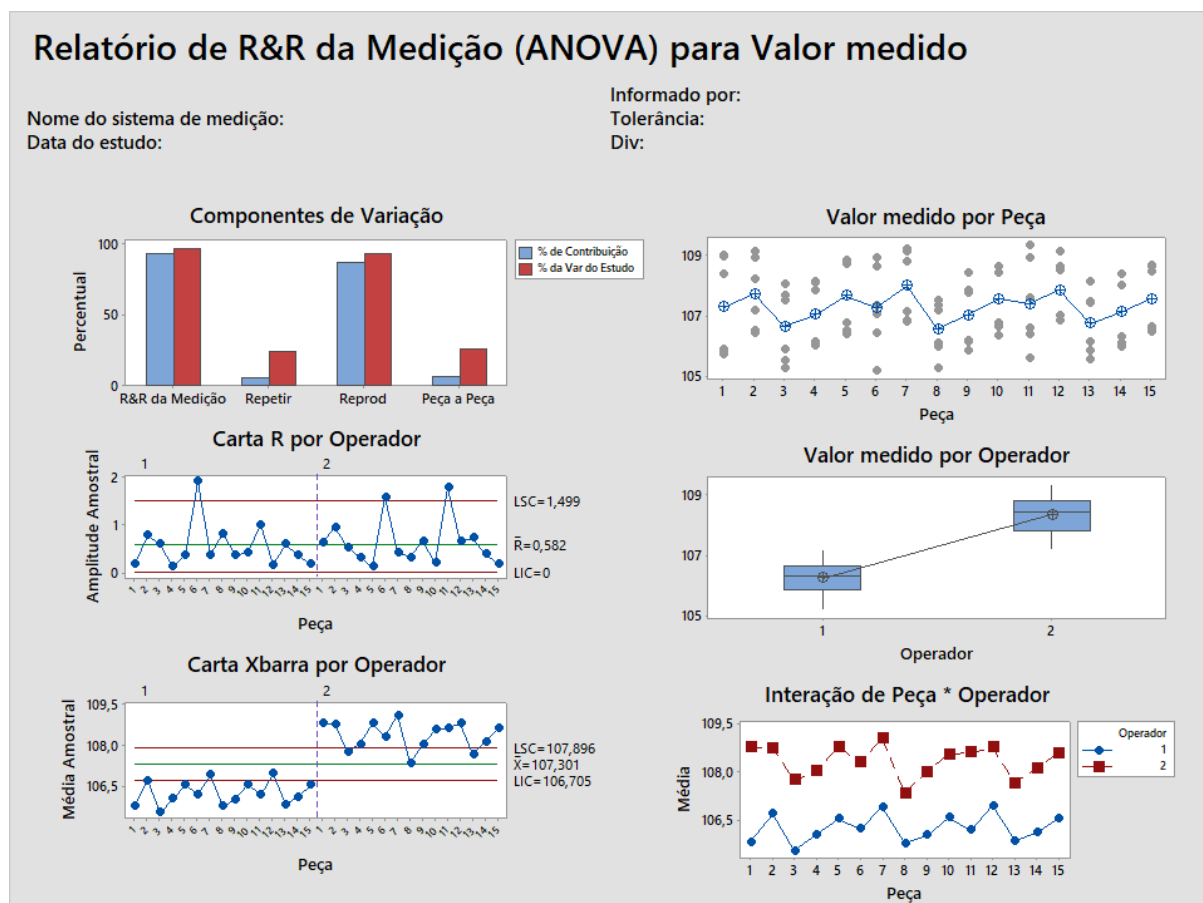 Relatório de R&R da Medição (ANOVA) para Valor medido
Nome do sistema de medição:
Data do estudo:
Informado por:
Tolerância:
Div:
Componentes de Variação
100
50
0
Percentual
R&R da Medição Repetir Reprod Peça a Peça
% de Contribuição
% da Var do Estudo
Carta R por Operador
1 2
2
1
0
Amplitude Amostral
LSC=1,499
R̄=0,582
LIC=0
1 2 3 4 5 6 7 8 9 10 11 12 13 14 15 1 2 3 4 5 6 7 8 9 10 11 12 13 14 15
Peça
Carta Xbarra por Operador
1 2
109,5
108,0
106,5
Média Amostral
LSC=107,896
X̿=107,301
LIC=106,705
1 2 3 4 5 6 7 8 9 10 11 12 13 14 15 1 2 3 4 5 6 7 8 9 10 11 12 13 14 15
Peça
Valor medido por Peça
109
107
105
1 2 3 4 5 6 7 8 9 10 11 12 13 14 15
Peça
Valor medido por Operador
109
107
105
1 2
Operador
Interação de Peça * Operador
109,5
108,0
106,5
Média
1 2 3 4 5 6 7 8 9 10 11 12 13 14 15
Peça
Operador
1
2